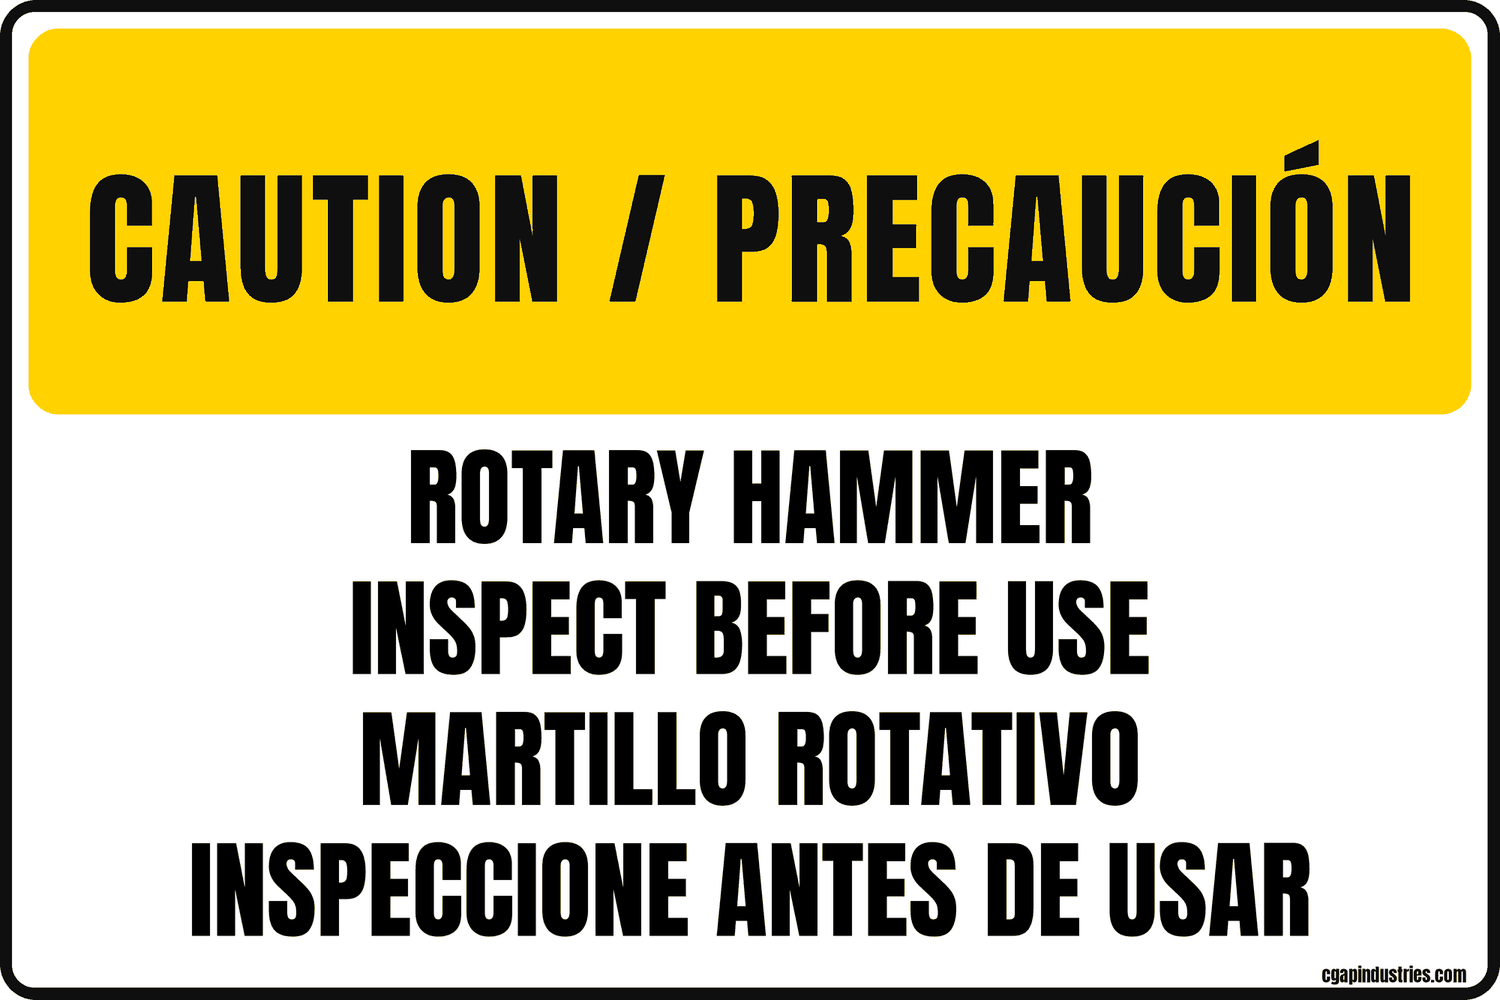 CAUTION / PRECAUCIÓN
ROTARY HAMMER
INSPECT BEFORE USE
MARTILLO ROTATIVO
INSPECCIONE ANTES DE USAR
cgapindustries.com